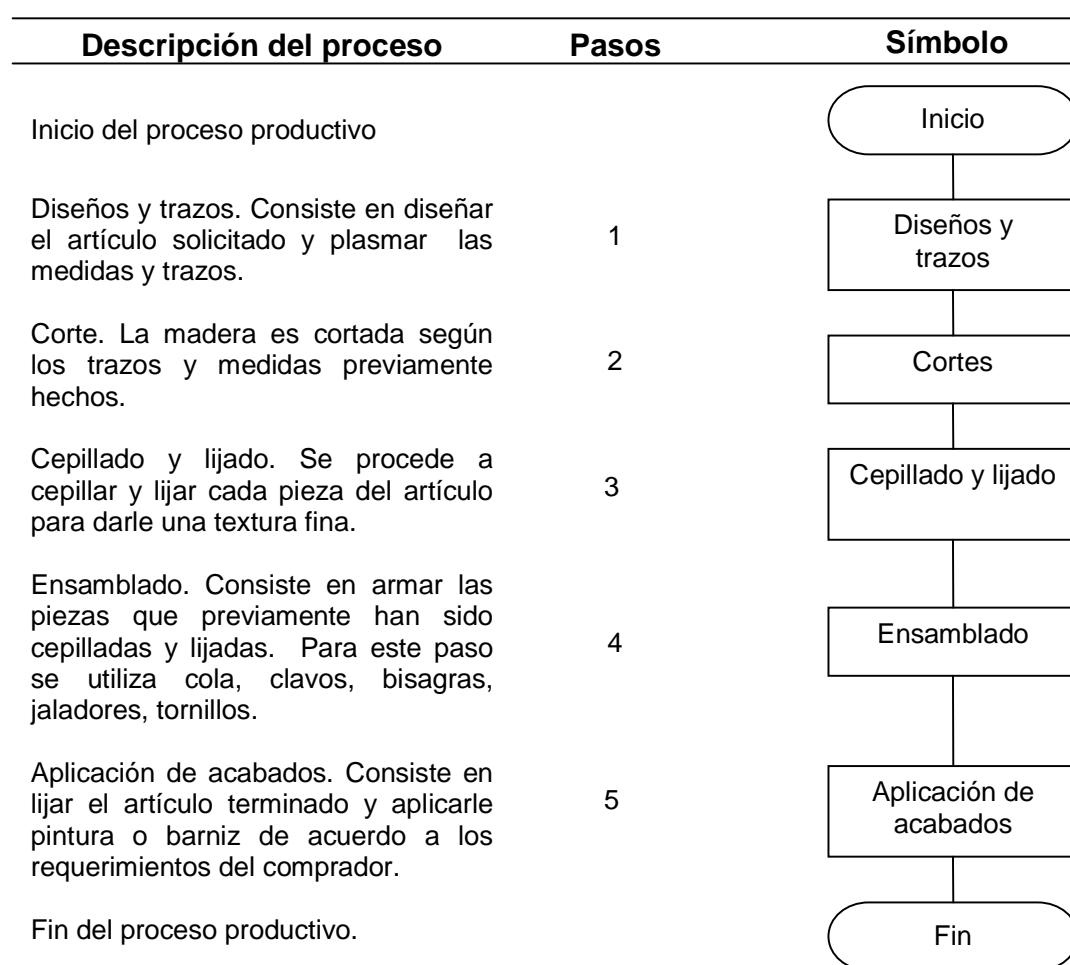 Descripción del proceso Pasos Símbolo
Inicio del proceso productivo
Inicio
Diseños y trazos. Consiste en diseñar
el artículo solicitado y plasmar las
medidas y trazos.
1
Diseños y
trazos
Corte. La madera es cortada según
los trazos y medidas previamente
hechos.
2
Cortes
Cepillado y lijado. Se procede a
cepillar y lijar cada pieza del artículo
para darle una textura fina.
3
Cepillado y lijado
Ensamblado. Consiste en armar las
piezas que previamente han sido
cepilladas y lijadas. Para este paso
se utiliza cola, clavos, bisagras,
jaladores, tornillos.
4
Ensamblado
Aplicación de acabados. Consiste en
lijar el artículo terminado y aplicarle
pintura o barniz de acuerdo a los
requerimientos del comprador.
5
Aplicación de
acabados
Fin del proceso productivo.
Fin